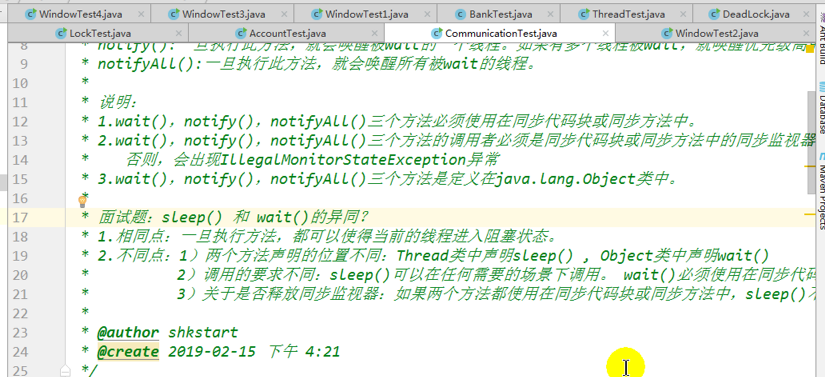 WindowTest4.java WindowTest3.java WindowTest1.java BankTest.java ThreadTest.java DeadLock.java
LockTest.java AccountTest.java CommunicationTest.java WindowTest2.java
8 * notify():一旦执行此方法，就会唤醒被wait的一个线程。如果有多个线程被wait，就唤醒优先级高
9 * notifyAll():一旦执行此方法，就会唤醒所有被wait的线程。
10 *
11 * 说明：
12 * 1.wait()，notify()，notifyAll()三个方法必须使用在同步代码块或同步方法中。
13 * 2.wait()，notify()，notifyAll()三个方法的调用者必须是同步代码块或同步方法中的同步监视器
14 * 否则，会出现IllegalMonitorStateException异常
15 * 3.wait()，notify()，notifyAll()三个方法是定义在java.lang.Object类中。
16 *
17 * 面试题：sleep() 和 wait()的异同？
18 * 1.相同点：一旦执行方法，都可以使得当前的线程进入阻塞状态。
19 * 2.不同点：1）两个方法声明的位置不同：Thread类中声明sleep() , Object类中声明wait()
20 * 2）调用的要求不同：sleep()可以在任何需要的场景下调用。 wait()必须使用在同步代码
21 * 3）关于是否释放同步监视器：如果两个方法都使用在同步代码块或同步方法中，sleep()不
22 *
23 * @author shkstart
24 * @create 2019-02-15 下午 4:21
25 */
Ant Build
Database
Maven Projects